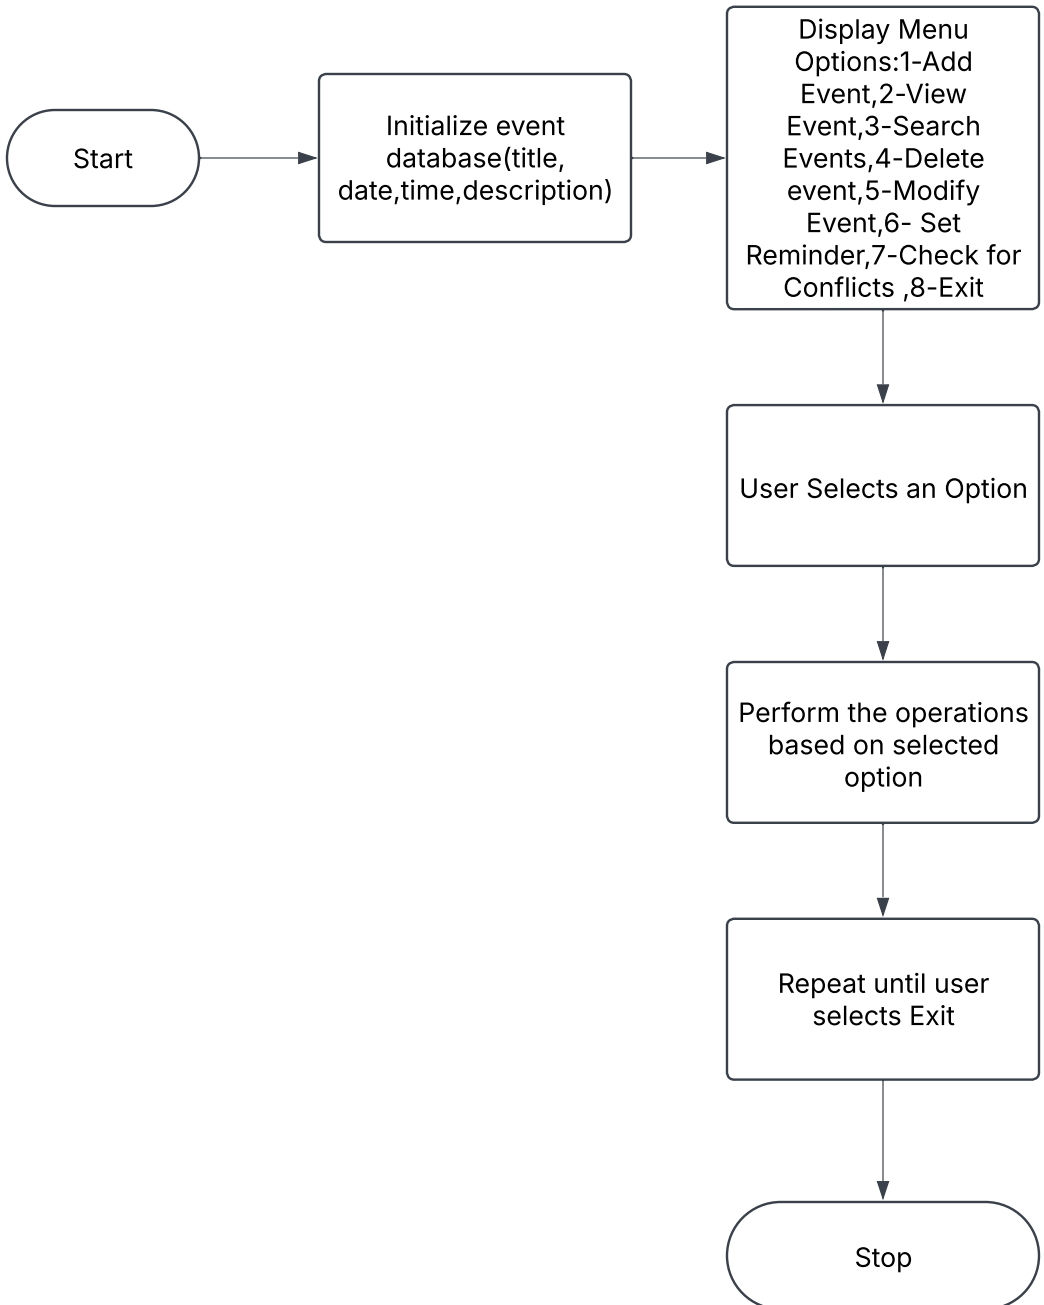 Start
Initialize event
database(title,
date,time,description)
Display Menu
Options:1-Add
Event,2-View
Event,3-Search
Events,4-Delete
event,5-Modify
Event,6- Set
Reminder,7-Check for
Conflicts ,8-Exit
User Selects an Option
Perform the operations
based on selected
option
Repeat until user
selects Exit
Stop